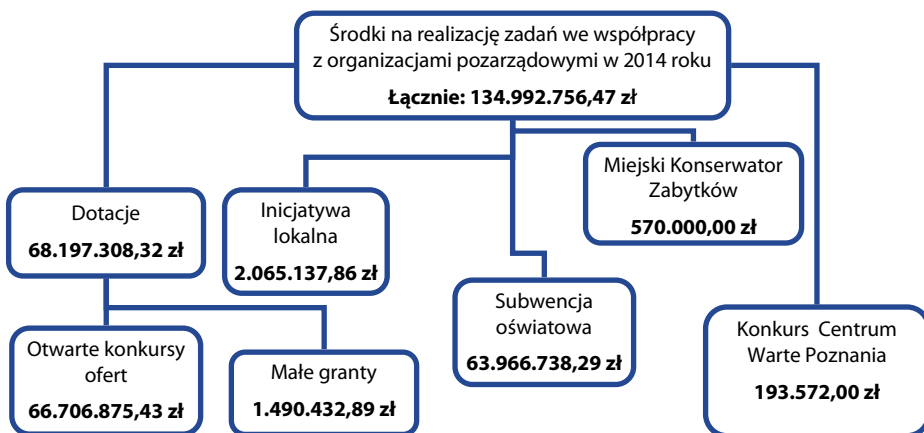 Środki na realizację zadań we współpracy
z organizacjami pozarządowymi w 2014 roku
Łącznie: 134.992.756,47 zł
Dotacje
68.197.308,32 zł
Inicjatywa
lokalna
2.065.137,86 zł
Miejski Konserwator
Zabytków
570.000,00 zł
Subwencja
oświatowa
63.966.738,29 zł
Konkurs Centrum
Warte Poznania
193.572,00 zł
Otwarte konkursy
ofert
66.706.875,43 zł
Małe granty
1.490.432,89 zł